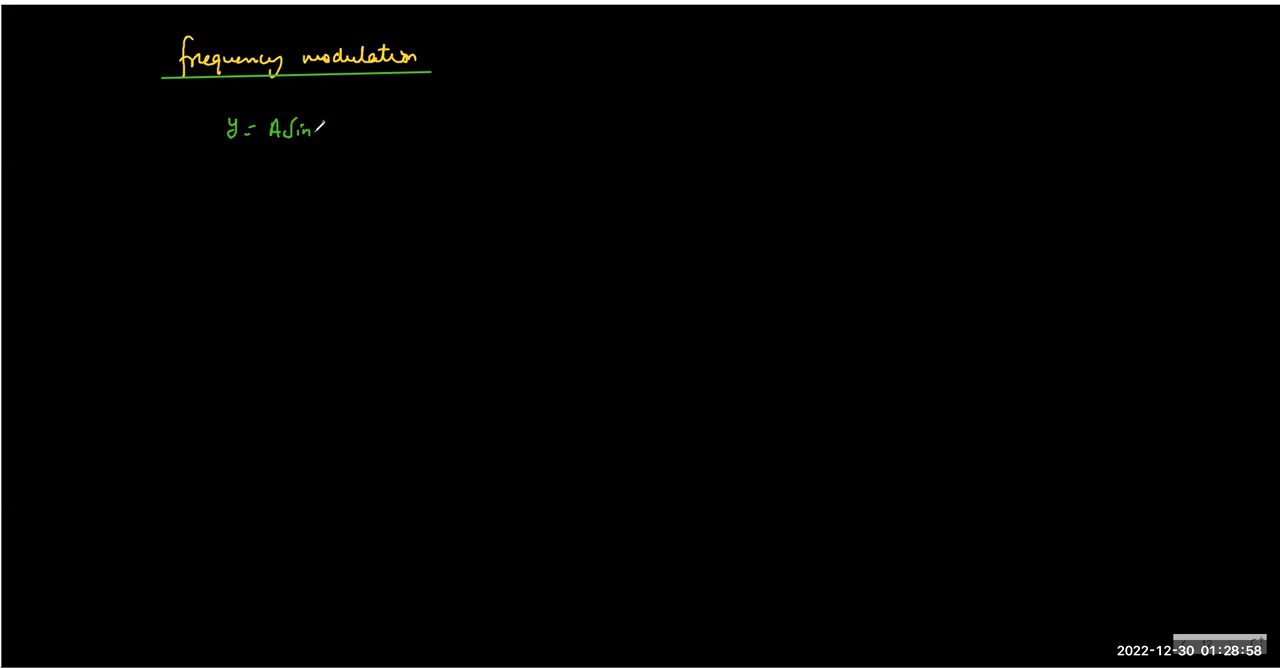 frequency modulation
y = A sin
2022-12-30 01:28:58